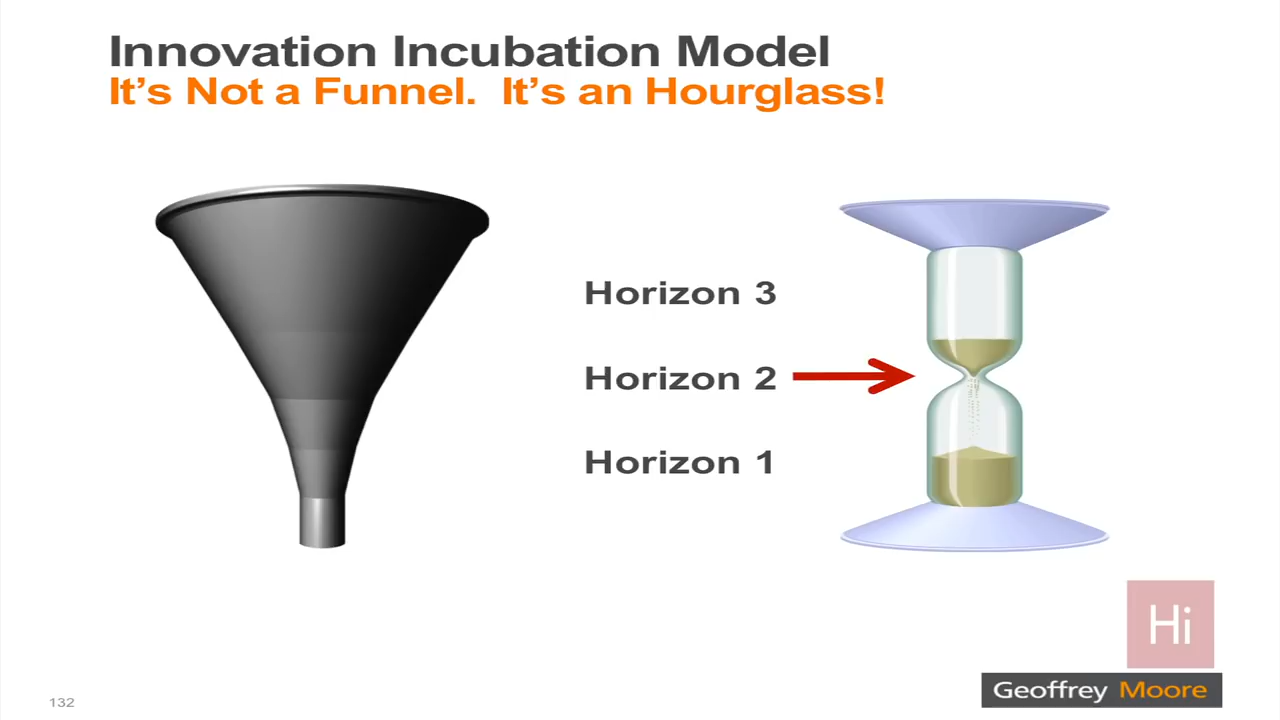 Innovation Incubation Model
It's Not a Funnel.  It's an Hourglass!
Horizon 3
Horizon 2
Horizon 1
Hi
Geoffrey Moore
132